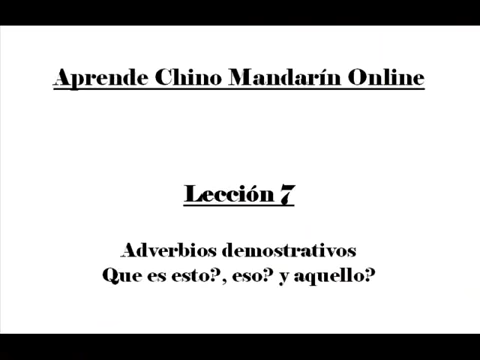 Aprende Chino Mandarín Online
Lección 7
Adverbios demostrativos
Que es esto?, eso? y aquello?